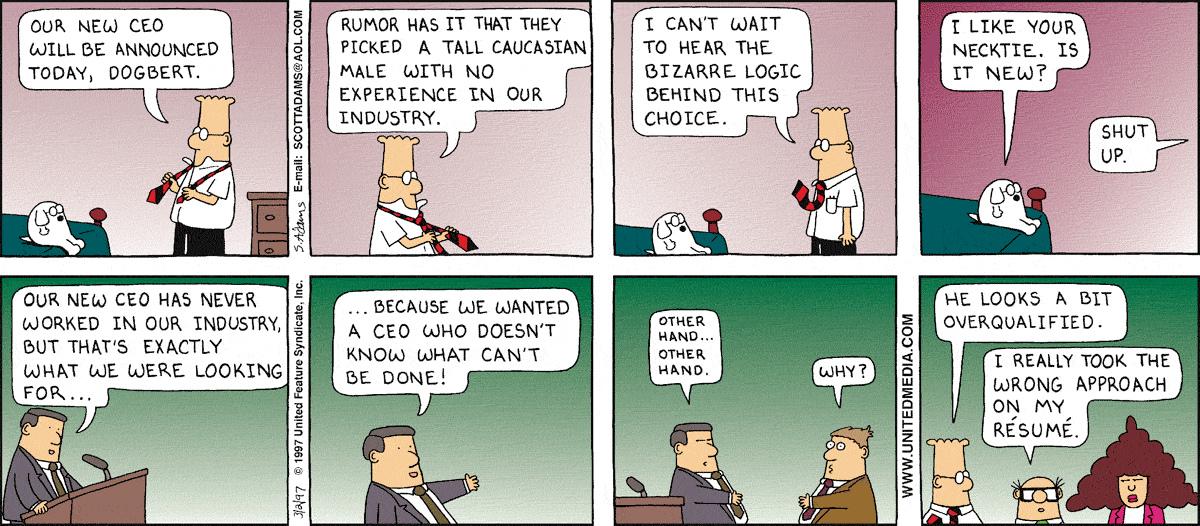 OUR NEW CEO
WILL BE ANNOUNCED
TODAY, DOGBERT.
S.Adams
E-mail: SCOTTADAMS@AOL.COM
RUMOR HAS IT THAT THEY
PICKED A TALL CAUCASIAN
MALE WITH NO
EXPERIENCE IN OUR
INDUSTRY.
I CAN'T WAIT
TO HEAR THE
BIZARRE LOGIC
BEHIND THIS
CHOICE.
I LIKE YOUR
NECKTIE. IS
IT NEW?
SHUT
UP.
OUR NEW CEO HAS NEVER
WORKED IN OUR INDUSTRY,
BUT THAT'S EXACTLY
WHAT WE WERE LOOKING
FOR...
3/2/97 © 1997 United Feature Syndicate, Inc.
...BECAUSE WE WANTED
A CEO WHO DOESN'T
KNOW WHAT CAN'T
BE DONE!
OTHER
HAND...
OTHER
HAND.
WHY?
WWW.UNITEDMEDIA.COM
HE LOOKS A BIT
OVERQUALIFIED.
I REALLY TOOK THE
WRONG APPROACH
ON MY
RÉSUMÉ.